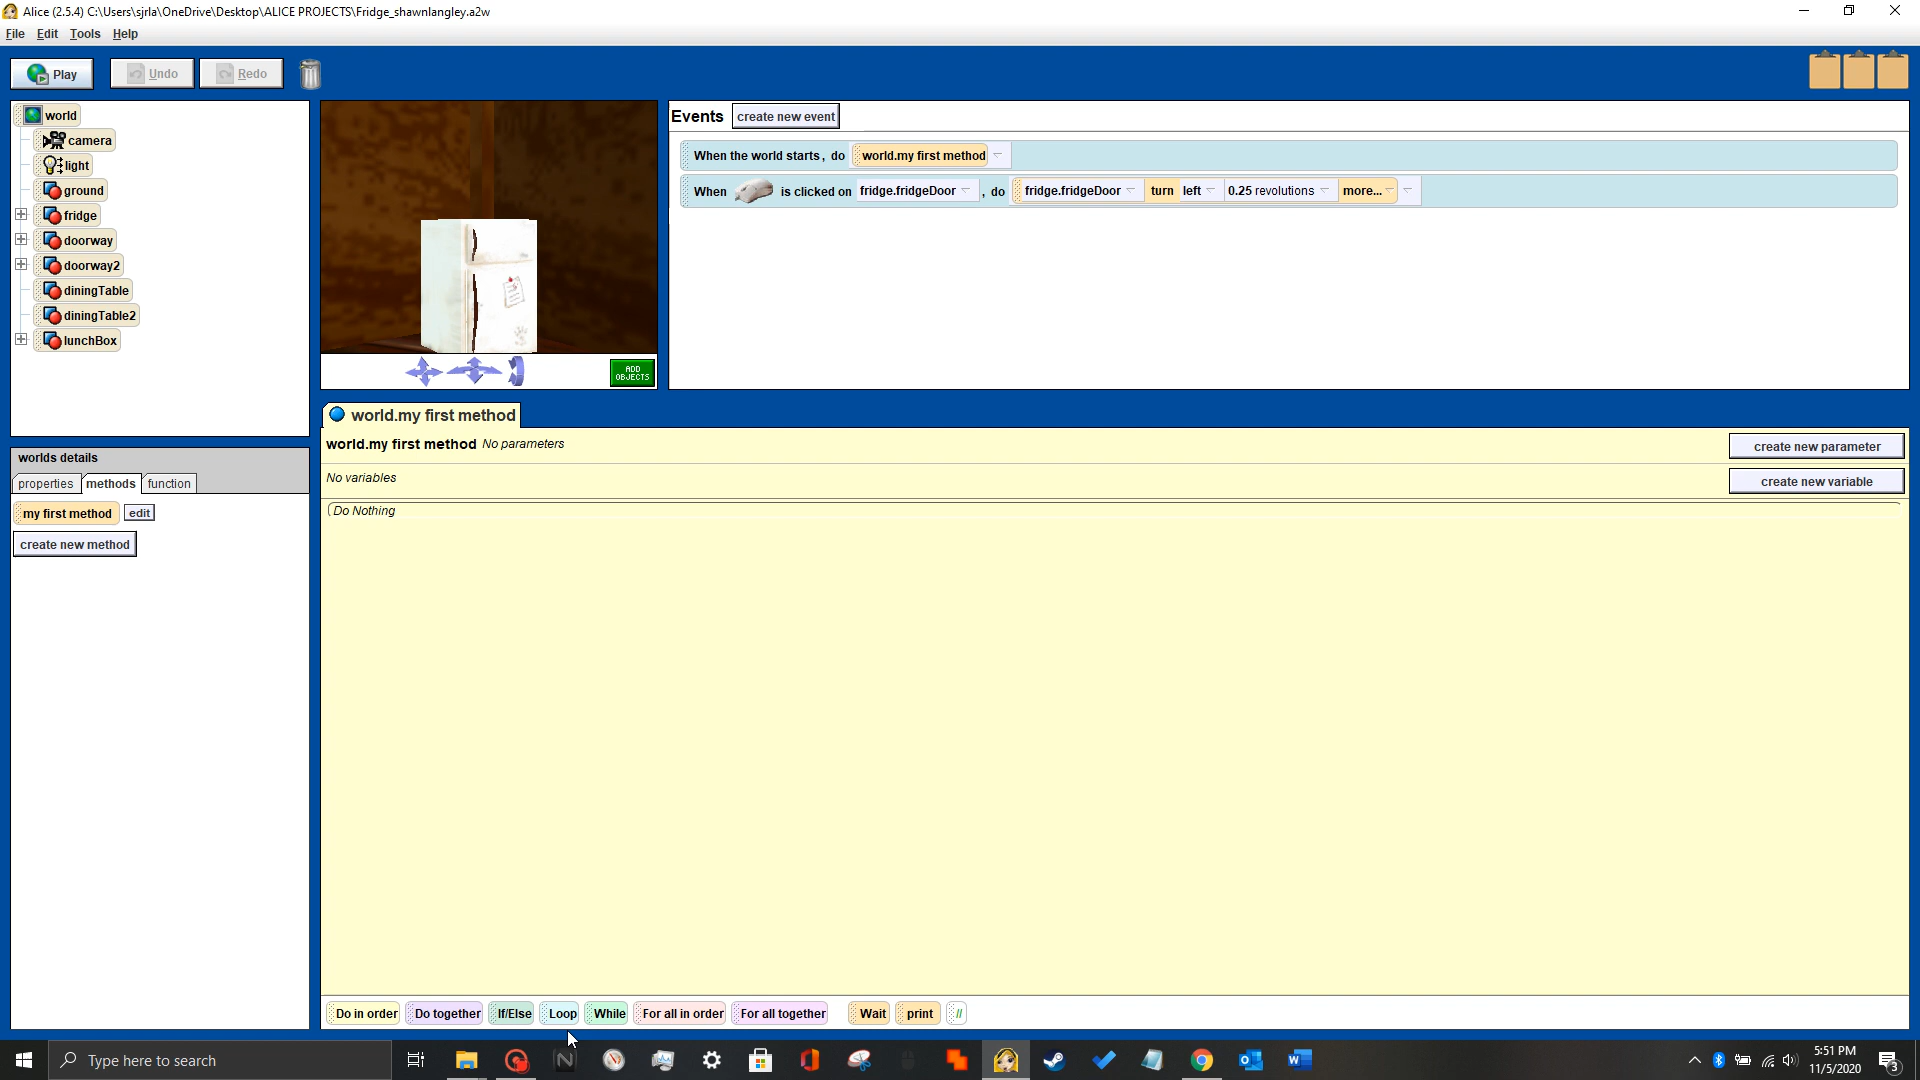 Alice (2.5.4) C:\Users\sjrla\OneDrive\Desktop\ALICE PROJECTS\Fridge_shawnlangley.a2w
File Edit Tools Help
Play Undo Redo
world
camera
light
ground
fridge
doorway
doorway2
diningTable
diningTable2
lunchBox
ADD
OBJECTS
Events create new event
When the world starts, do world.my first method
When is clicked on fridge.fridgeDoor, do fridge.fridgeDoor turn left 0.25 revolutions more...
worlds details
properties methods function
my first method edit
create new method
world.my first method
world.my first method No parameters
create new parameter
No variables
create new variable
Do Nothing
Do in order Do together If/Else Loop While For all in order For all together Wait print //
Type here to search
5:51 PM
11/5/2020
3